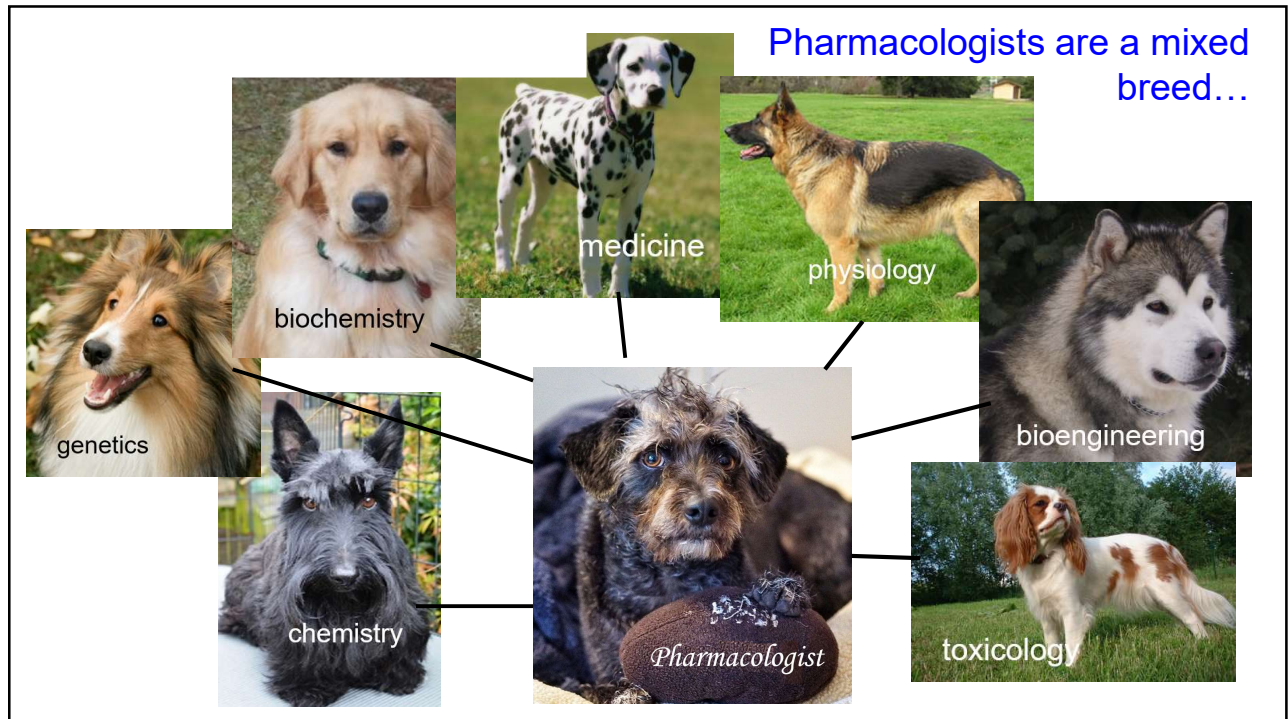 Pharmacologists are a mixed
breed…
medicine
physiology
biochemistry
bioengineering
genetics
chemistry
Pharmacologist
toxicology